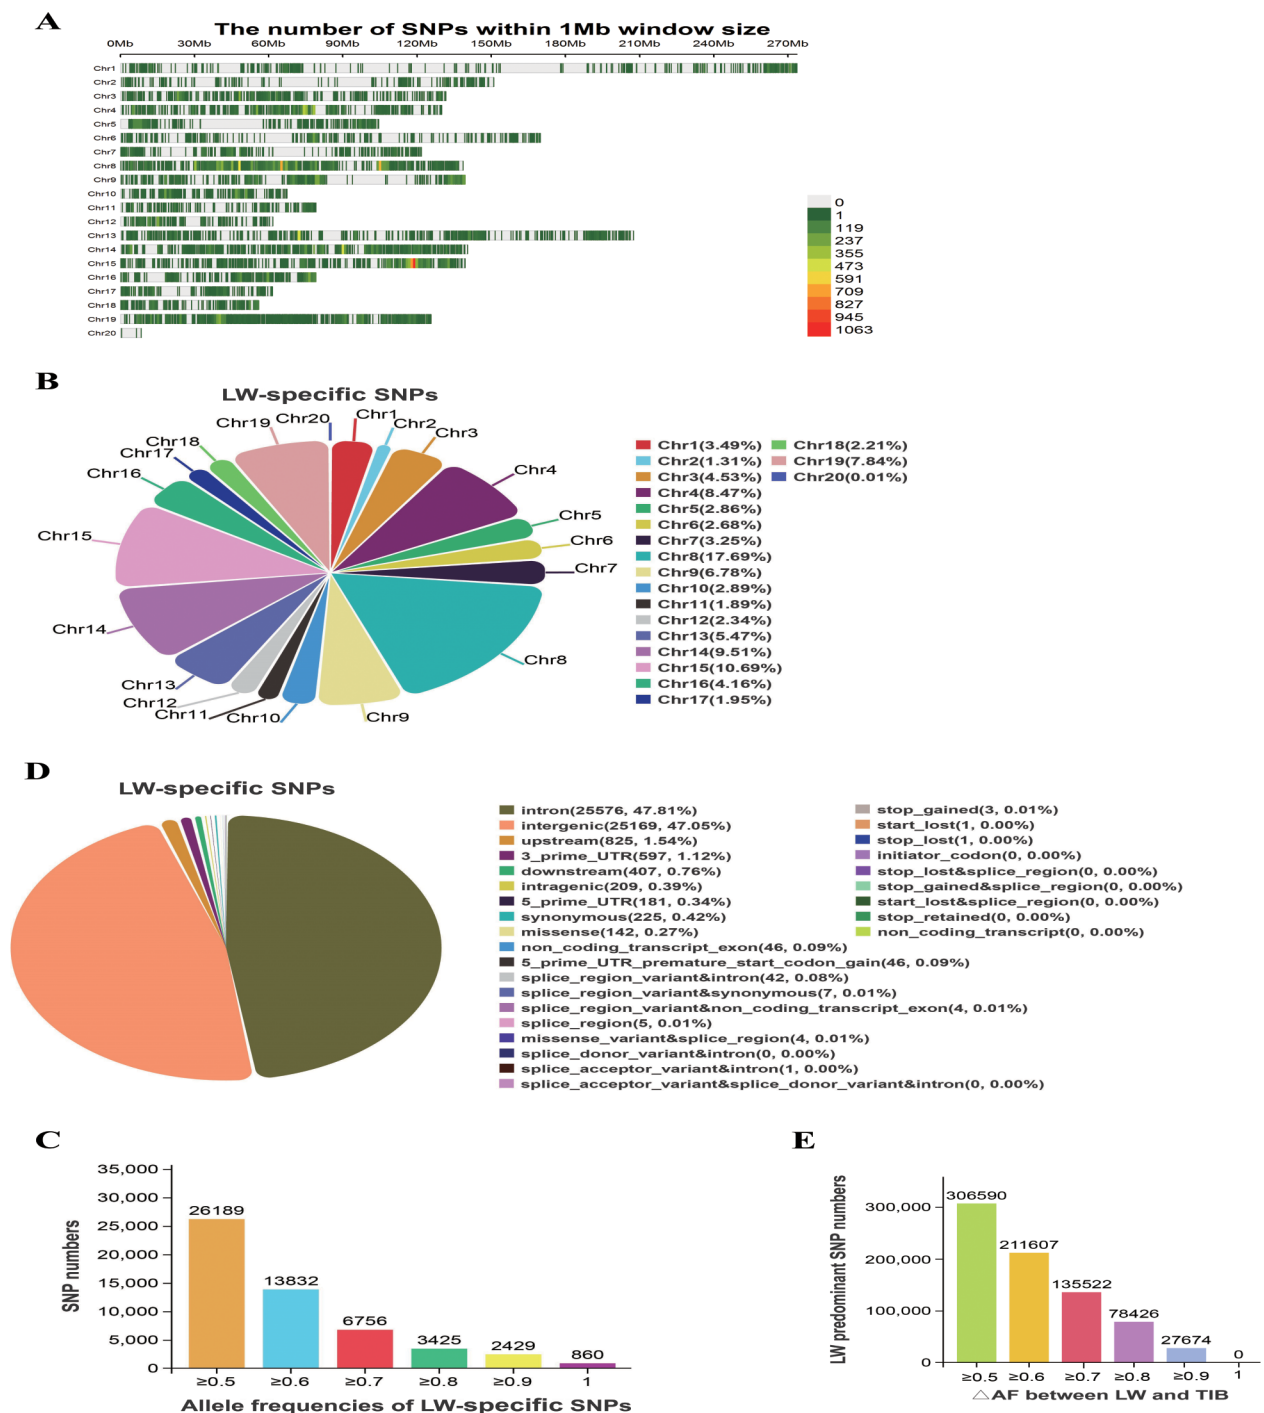 A
The number of SNPs within 1Mb window size
0Mb 30Mb 60Mb 90Mb 120Mb 150Mb 180Mb 210Mb 240Mb 270Mb
Chr1
Chr2
Chr3
Chr4
Chr5
Chr6
Chr7
Chr8
Chr9
Chr10
Chr11
Chr12
Chr13
Chr14
Chr15
Chr16
Chr17
Chr18
Chr19
Chr20
0
1
119
237
355
473
591
709
827
945
1063
B
LW-specific SNPs
Chr1
Chr2
Chr3
Chr4
Chr5
Chr6
Chr7
Chr8
Chr9
Chr10
Chr11
Chr12
Chr13
Chr14
Chr15
Chr16
Chr17
Chr18
Chr19
Chr20
Chr1(3.49%)
Chr2(1.31%)
Chr3(4.53%)
Chr4(8.47%)
Chr5(2.86%)
Chr6(2.68%)
Chr7(3.25%)
Chr8(17.69%)
Chr9(6.78%)
Chr10(2.89%)
Chr11(1.89%)
Chr12(2.34%)
Chr13(5.47%)
Chr14(9.51%)
Chr15(10.69%)
Chr16(4.16%)
Chr17(1.95%)
Chr18(2.21%)
Chr19(7.84%)
Chr20(0.01%)
D
LW-specific SNPs
intron(25576, 47.81%)
intergenic(25169, 47.05%)
upstream(825, 1.54%)
3_prime_UTR(597, 1.12%)
downstream(407, 0.76%)
intragenic(209, 0.39%)
5_prime_UTR(181, 0.34%)
synonymous(225, 0.42%)
missense(142, 0.27%)
non_coding_transcript_exon(46, 0.09%)
5_prime_UTR_premature_start_codon_gain(46, 0.09%)
splice_region_variant&intron(42, 0.08%)
splice_region_variant&synonymous(7, 0.01%)
splice_region_variant&non_coding_transcript_exon(4, 0.01%)
splice_region(5, 0.01%)
missense_variant&splice_region(4, 0.01%)
splice_donor_variant&intron(0, 0.00%)
splice_acceptor_variant&intron(1, 0.00%)
splice_acceptor_variant&splice_donor_variant&intron(0, 0.00%)
stop_gained(3, 0.01%)
start_lost(1, 0.00%)
stop_lost(1, 0.00%)
initiator_codon(0, 0.00%)
stop_lost&splice_region(0, 0.00%)
stop_gained&splice_region(0, 0.00%)
start_lost&splice_region(0, 0.00%)
stop_retained(0, 0.00%)
non_coding_transcript(0, 0.00%)
C
SNP numbers
35,000
30,000
25,000
20,000
15,000
10,000
5,000
0
26189
13832
6756
3425
2429
860
≥0.5 ≥0.6 ≥0.7 ≥0.8 ≥0.9 1
Allele frequencies of LW-specific SNPs
E
LW predominant SNP numbers
300,000
200,000
100,000
0
306590
211607
135522
78426
27674
0
≥0.5 ≥0.6 ≥0.7 ≥0.8 ≥0.9 1
△AF between LW and TIB